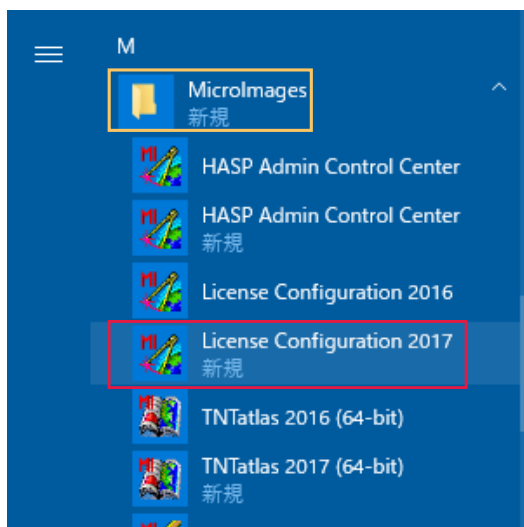 M
MicroImages
新規
HASP Admin Control Center
HASP Admin Control Center
新規
License Configuration 2016
License Configuration 2017
新規
TNTatlas 2016 (64-bit)
TNTatlas 2017 (64-bit)
新規